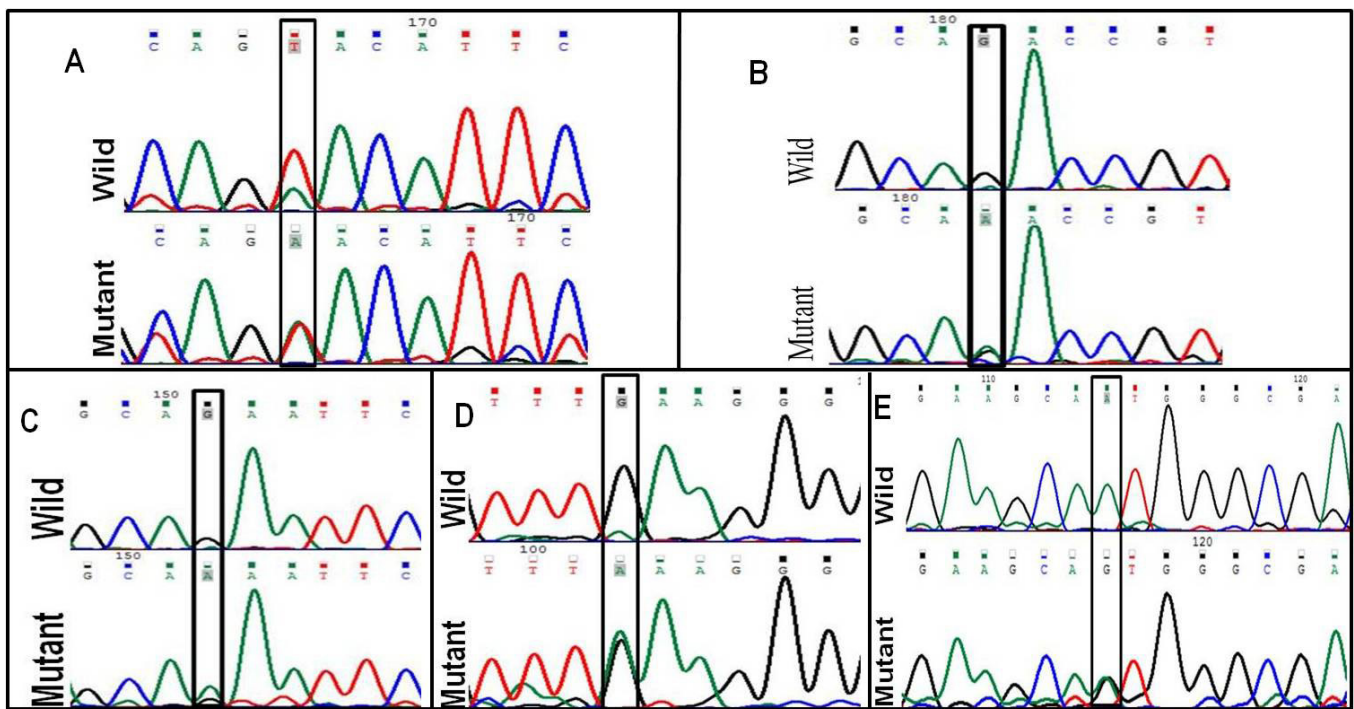 A
170
C A G T A C A T T C
Wild
170
C A G A A C A T T C
Mutant
B
180
G C A G A C C G T
Wild
180
G C A A A C C G T
Mutant
C
150
G C A G A A T T C
Wild
150
G C A A A A T T C
Mutant
D
T T T G A A G G G
Wild
100
T T T A A A G G G
Mutant
E
110 120
G A A G C A A T G G G C G A
Wild
120
G A A G C A G T G G G C G A
Mutant